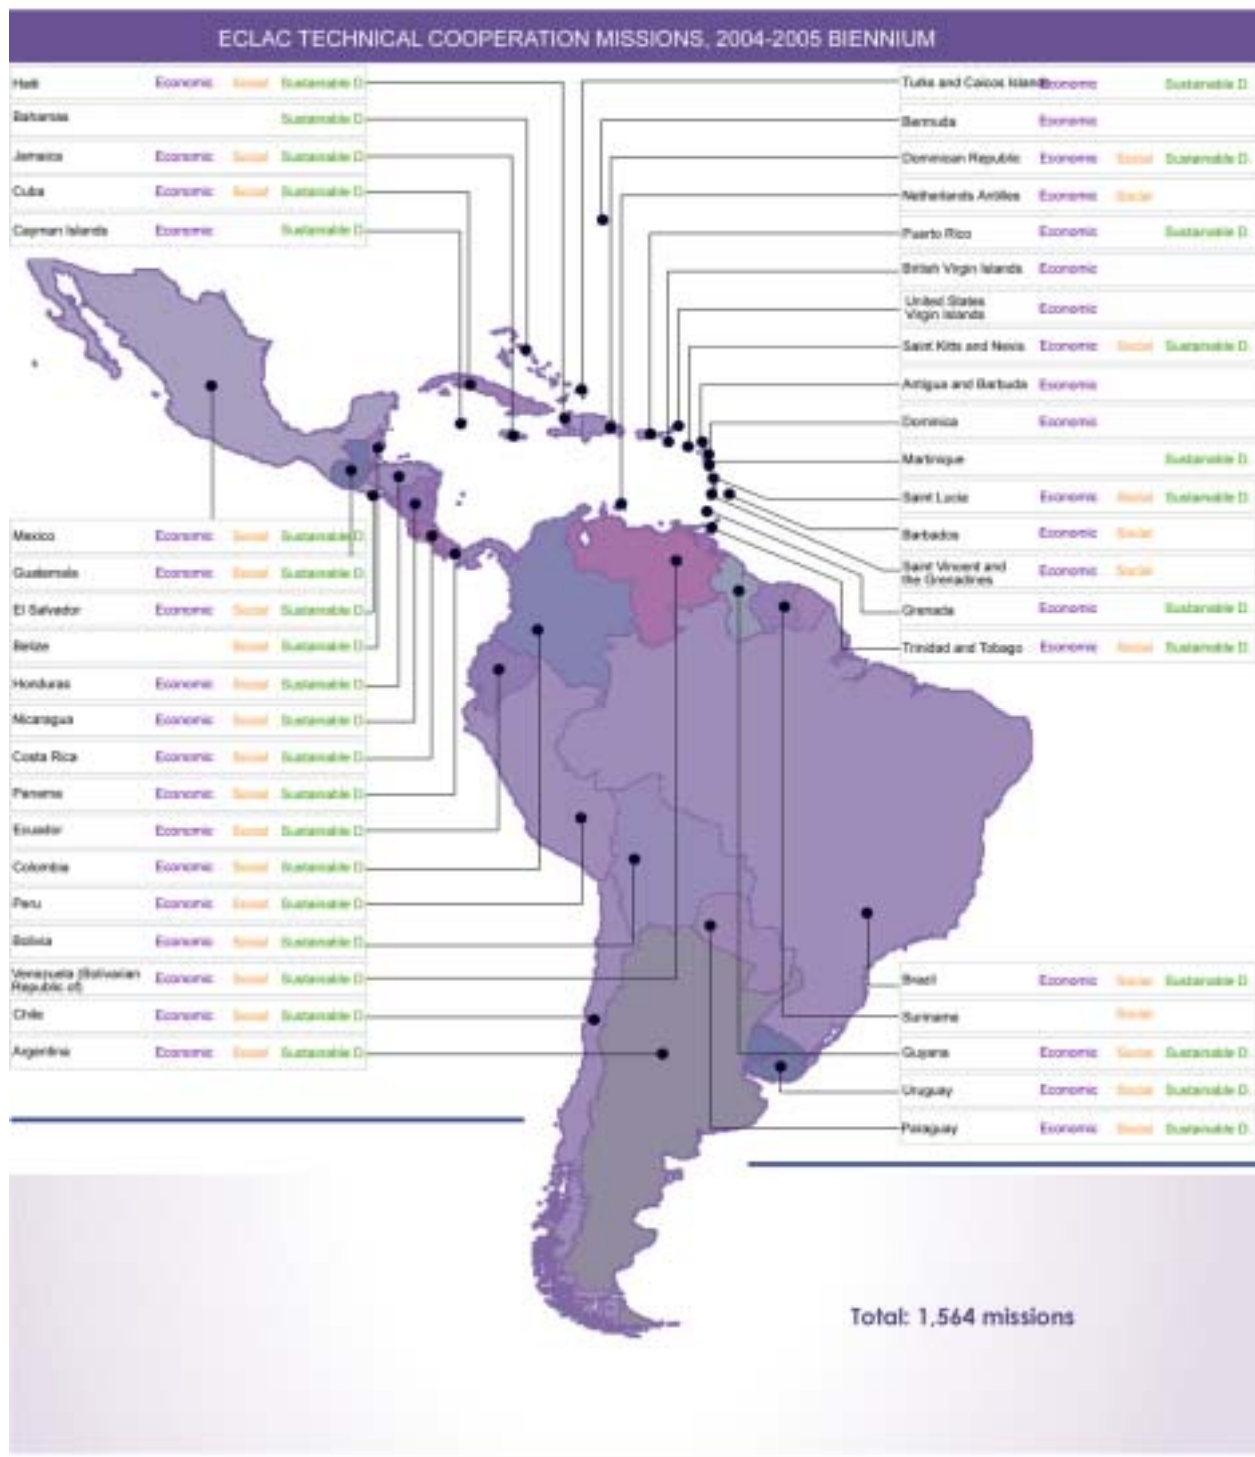 ECLAC TECHNICAL COOPERATION MISSIONS, 2004-2005 BIENNIUM
Haiti Economic Social Sustainable D.
Bahamas Sustainable D.
Jamaica Economic Social Sustainable D.
Cuba Economic Social Sustainable D.
Cayman Islands Economic Sustainable D.
Mexico Economic Social Sustainable D.
Guatemala Economic Social Sustainable D.
El Salvador Economic Social Sustainable D.
Belize Social Sustainable D.
Honduras Economic Social Sustainable D.
Nicaragua Economic Social Sustainable D.
Costa Rica Economic Social Sustainable D.
Panama Economic Social Sustainable D.
Ecuador Economic Social Sustainable D.
Colombia Economic Social Sustainable D.
Peru Economic Social Sustainable D.
Bolivia Economic Social Sustainable D.
Venezuela (Bolivarian
Republic of) Economic Social Sustainable D.
Chile Economic Social Sustainable D.
Argentina Economic Social Sustainable D.
Turks and Caicos Islands Economic Sustainable D.
Bermuda Economic
Dominican Republic Economic Social Sustainable D.
Netherlands Antilles Economic Social
Puerto Rico Economic Sustainable D.
British Virgin Islands Economic
United States
Virgin Islands Economic
Saint Kitts and Nevis Economic Social Sustainable D.
Antigua and Barbuda Economic
Dominica Economic
Martinique Sustainable D.
Saint Lucia Economic Social Sustainable D.
Barbados Economic Social
Saint Vincent and
the Grenadines Economic Social
Grenada Economic Sustainable D.
Trinidad and Tobago Economic Social Sustainable D.
Brazil Economic Social Sustainable D.
Suriname Social
Guyana Economic Social Sustainable D.
Uruguay Economic Social Sustainable D.
Paraguay Economic Social Sustainable D.
Total: 1,564 missions